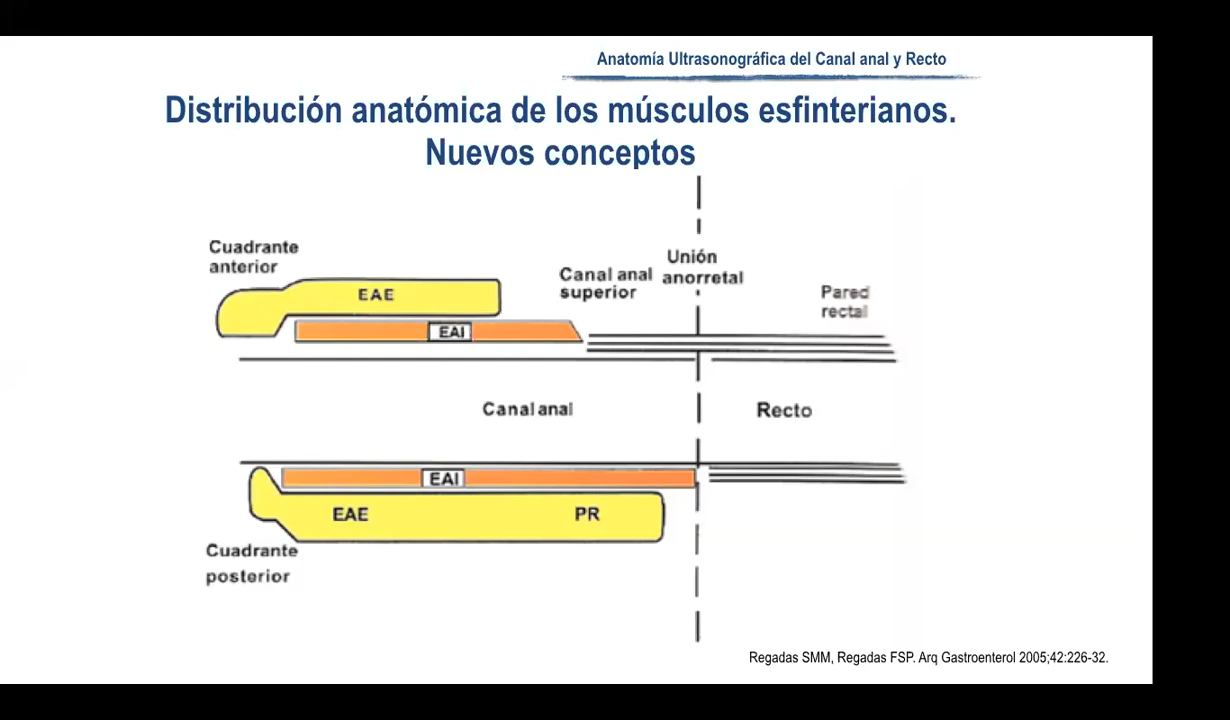 Anatomía Ultrasonográfica del Canal anal y Recto
Distribución anatómica de los músculos esfinterianos.
Nuevos conceptos
Cuadrante
anterior
EAE
EAI
Canal anal
superior
Unión
anorretal
Pared
rectal
Canal anal
Recto
EAI
EAE
PR
Cuadrante
posterior
Regadas SMM, Regadas FSP. Arq Gastroenterol 2005;42:226-32.